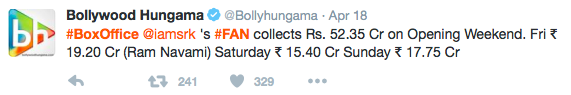 bh
Bollywood Hungama @Bollyhungama · Apr 18
#BoxOffice @iamsrk 's #FAN collects Rs. 52.35 Cr on Opening Weekend. Fri ₹
19.20 Cr (Ram Navami) Saturday ₹ 15.40 Cr Sunday ₹ 17.75 Cr
241 329